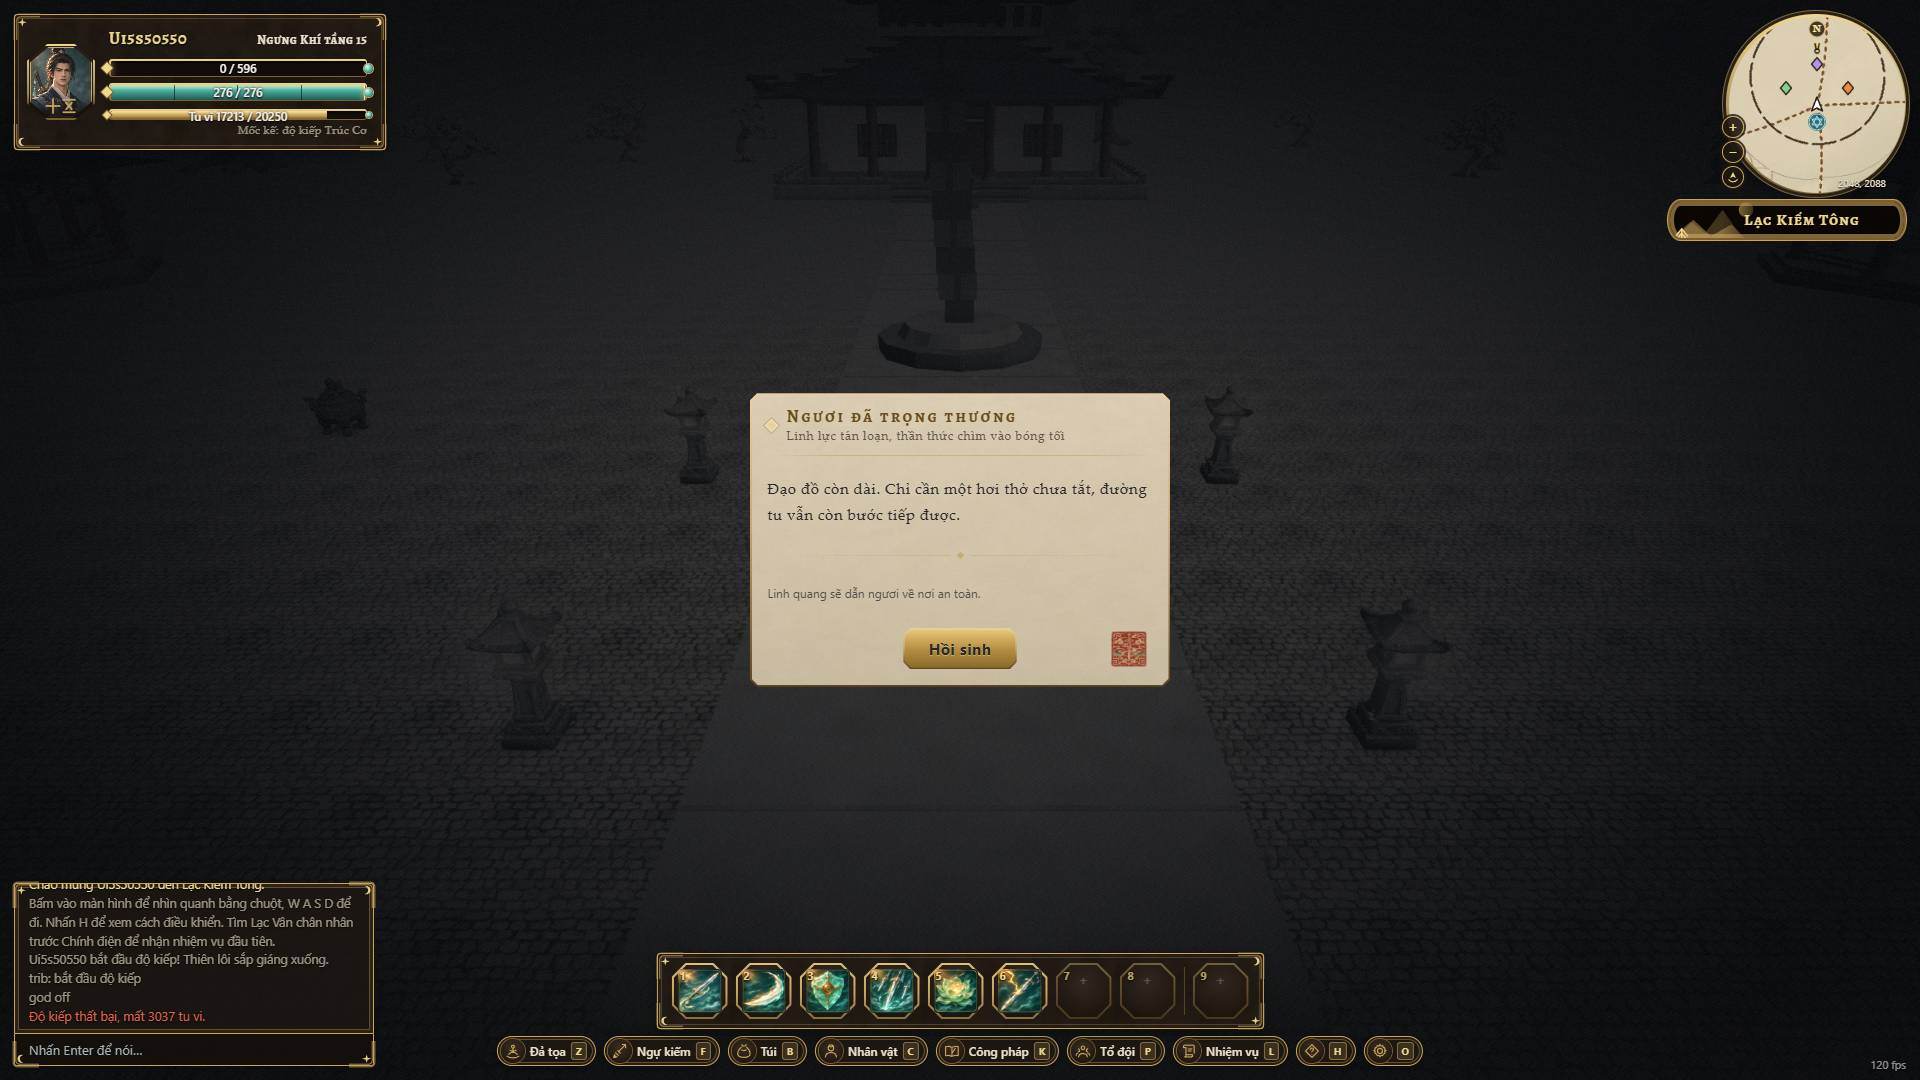 Ui5s50550
Ngưng Khí tầng 15
0 / 596
276 / 276
Tu vi 17213 / 20250
Mốc kế: độ kiếp Trúc Cơ
N
+
−
2048, 2088
Lạc Kiếm Tông
Ngươi đã trọng thương
Linh lực tán loạn, thần thức chìm vào bóng tối
Đạo đồ còn dài. Chỉ cần một hơi thở chưa tắt, đường
tu vẫn còn bước tiếp được.
Linh quang sẽ dẫn ngươi về nơi an toàn.
Hồi sinh
Chào mừng Ui5s50550 đến Lạc Kiếm Tông.
Bấm vào màn hình để nhìn quanh bằng chuột, W A S D để
đi. Nhấn H để xem cách điều khiển. Tìm Lạc Vân chân nhân
trước Chính điện để nhận nhiệm vụ đầu tiên.
Ui5s50550 bắt đầu độ kiếp! Thiên lôi sắp giáng xuống.
trib: bắt đầu độ kiếp
god off
Độ kiếp thất bại, mất 3037 tu vi.
Nhấn Enter để nói...
1 2 3 4 5 6 7 + 8 + 9 +
Đả tọa Z Ngự kiếm F Túi B Nhân vật C Công pháp K Tổ đội P Nhiệm vụ L H O
120 fps